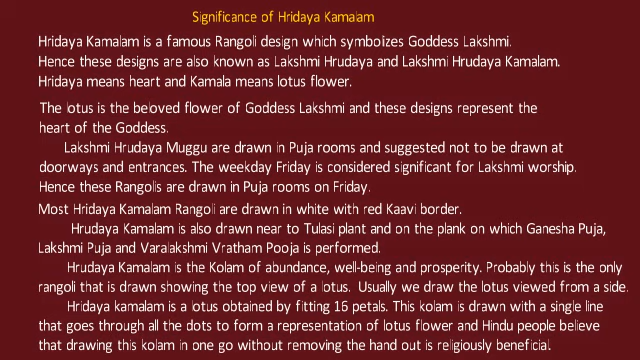 Significance of Hridaya Kamalam
Hridaya Kamalam is a famous Rangoli design which symbolizes Goddess Lakshmi.
Hence these designs are also known as Lakshmi Hrudaya and Lakshmi Hrudaya Kamalam.
Hridaya means heart and Kamala means lotus flower.
The lotus is the beloved flower of Goddess Lakshmi and these designs represent the
heart of the Goddess.
Lakshmi Hrudaya Muggu are drawn in Puja rooms and suggested not to be drawn at
doorways and entrances. The weekday Friday is considered significant for Lakshmi worship.
Hence these Rangolis are drawn in Puja rooms on Friday.
Most Hridaya Kamalam Rangoli are drawn in white with red Kaavi border.
Hrudaya Kamalam is also drawn near to Tulasi plant and on the plank on which Ganesha Puja,
Lakshmi Puja and Varalakshmi Vratham Pooja is performed.
Hrudaya Kamalam is the Kolam of abundance, well-being and prosperity. Probably this is the only
rangoli that is drawn showing the top view of a lotus. Usually we draw the lotus viewed from a side.
Hridaya kamalam is a lotus obtained by fitting 16 petals. This kolam is drawn with a single line
that goes through all the dots to form a representation of lotus flower and Hindu people believe
that drawing this kolam in one go without removing the hand out is religiously beneficial.